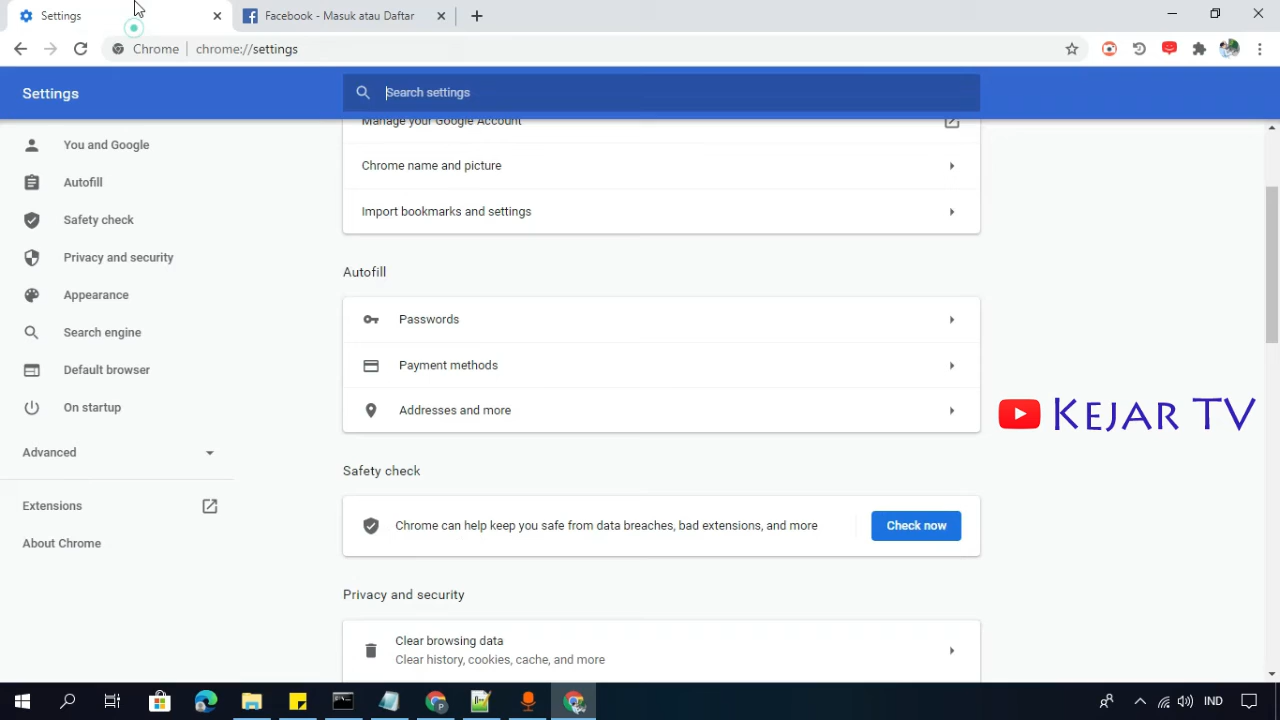 Settings
Facebook - Masuk atau Daftar
Chrome
chrome://settings
Settings
Search settings
You and Google
Autofill
Safety check
Privacy and security
Appearance
Search engine
Default browser
On startup
Advanced
Extensions
About Chrome
Manage your Google Account
Chrome name and picture
Import bookmarks and settings
Autofill
Passwords
Payment methods
Addresses and more
Safety check
Chrome can help keep you safe from data breaches, bad extensions, and more
Check now
Privacy and security
Clear browsing data
Clear history, cookies, cache, and more
KEJAR TV
IND